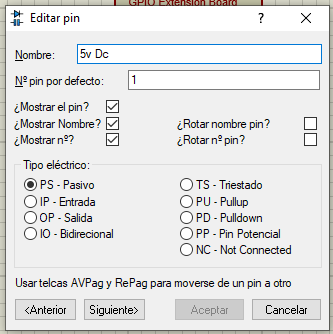 GPIO Extension Board
Editar pin
Nombre: 5v Dc
Nº pin por defecto: 1
¿Mostrar el pin?
¿Mostrar Nombre? ¿Rotar nombre pin?
¿Mostrar nº? ¿Rotar nº pin?
Tipo eléctrico:
PS - Pasivo TS - Triestado
IP - Entrada PU - Pullup
OP - Salida PD - Pulldown
IO - Bidirecional PP - Pin Potencial
NC - Not Connected
Usar telcas AVPag y RePag para moverse de un pin a otro
<Anterior Siguiente> Aceptar Cancelar